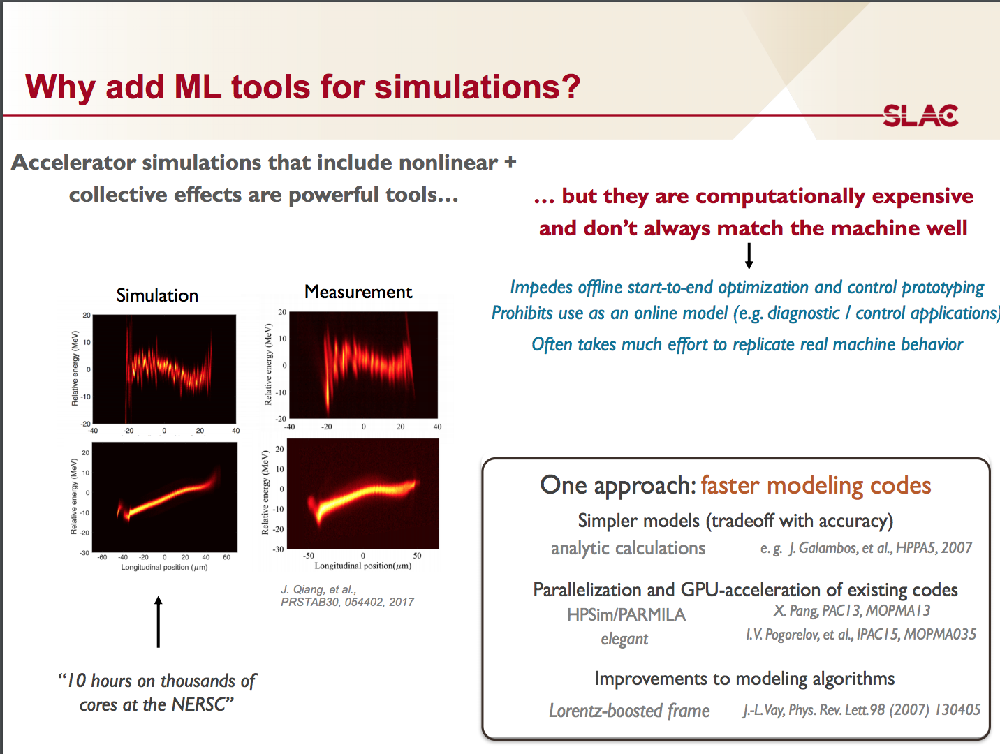 Why add ML tools for simulations?
SLAC
Accelerator simulations that include nonlinear +
collective effects are powerful tools…
… but they are computationally expensive
and don’t always match the machine well
Impedes offline start-to-end optimization and control prototyping
Prohibits use as an online model (e.g. diagnostic / control applications)
Often takes much effort to replicate real machine behavior
Simulation
Relative energy (MeV)
20
10
0
-10
-20
-40
-20
0
20
40
Measurement
Relative energy (MeV)
20
10
0
-10
-20
-40
-20
0
20
40
Relative energy (MeV)
20
10
0
-10
-20
-30
-60
-40
-20
0
20
40
60
Longitudinal position (μm)
Relative energy (MeV)
20
10
0
-10
-20
-30
-50
0
50
Longitudinal position(μm)
J. Qiang, et al.,
PRSTAB30, 054402, 2017
“10 hours on thousands of
cores at the NERSC”
One approach: faster modeling codes
Simpler models (tradeoff with accuracy)
analytic calculations
e. g. J. Galambos, et al., HPPA5, 2007
Parallelization and GPU-acceleration of existing codes
HPSim/PARMILA
X. Pang, PAC13, MOPMA13
elegant
I.V. Pogorelov, et al., IPAC15, MOPMA035
Improvements to modeling algorithms
Lorentz-boosted frame
J.-L. Vay, Phys. Rev. Lett. 98 (2007) 130405